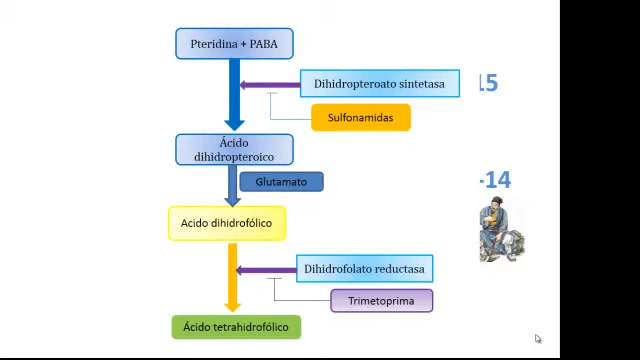 Pteridina + PABA
Dihidropteroato sintetasa
15
Sulfonamidas
Ácido
dihidropteroico
Glutamato
-14
Acido dihidrofólico
Dihidrofolato reductasa
Trimetoprima
Ácido tetrahidrofólico